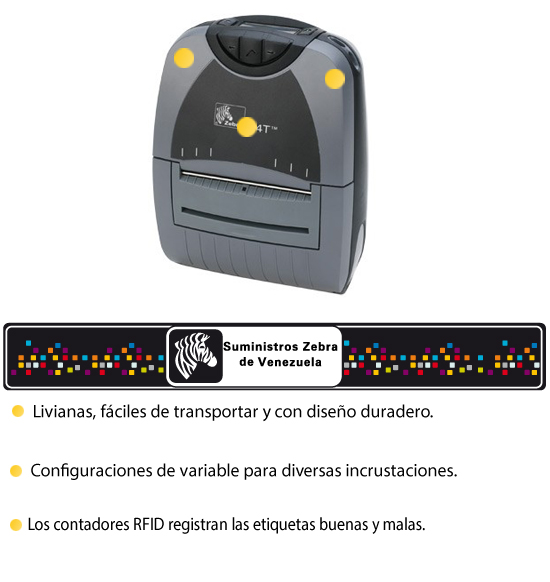 Zebra
4T™
Suministros Zebra
de Venezuela
Livianas, fáciles de transportar y con diseño duradero.
Configuraciones de variable para diversas incrustaciones.
Los contadores RFID registran las etiquetas buenas y malas.